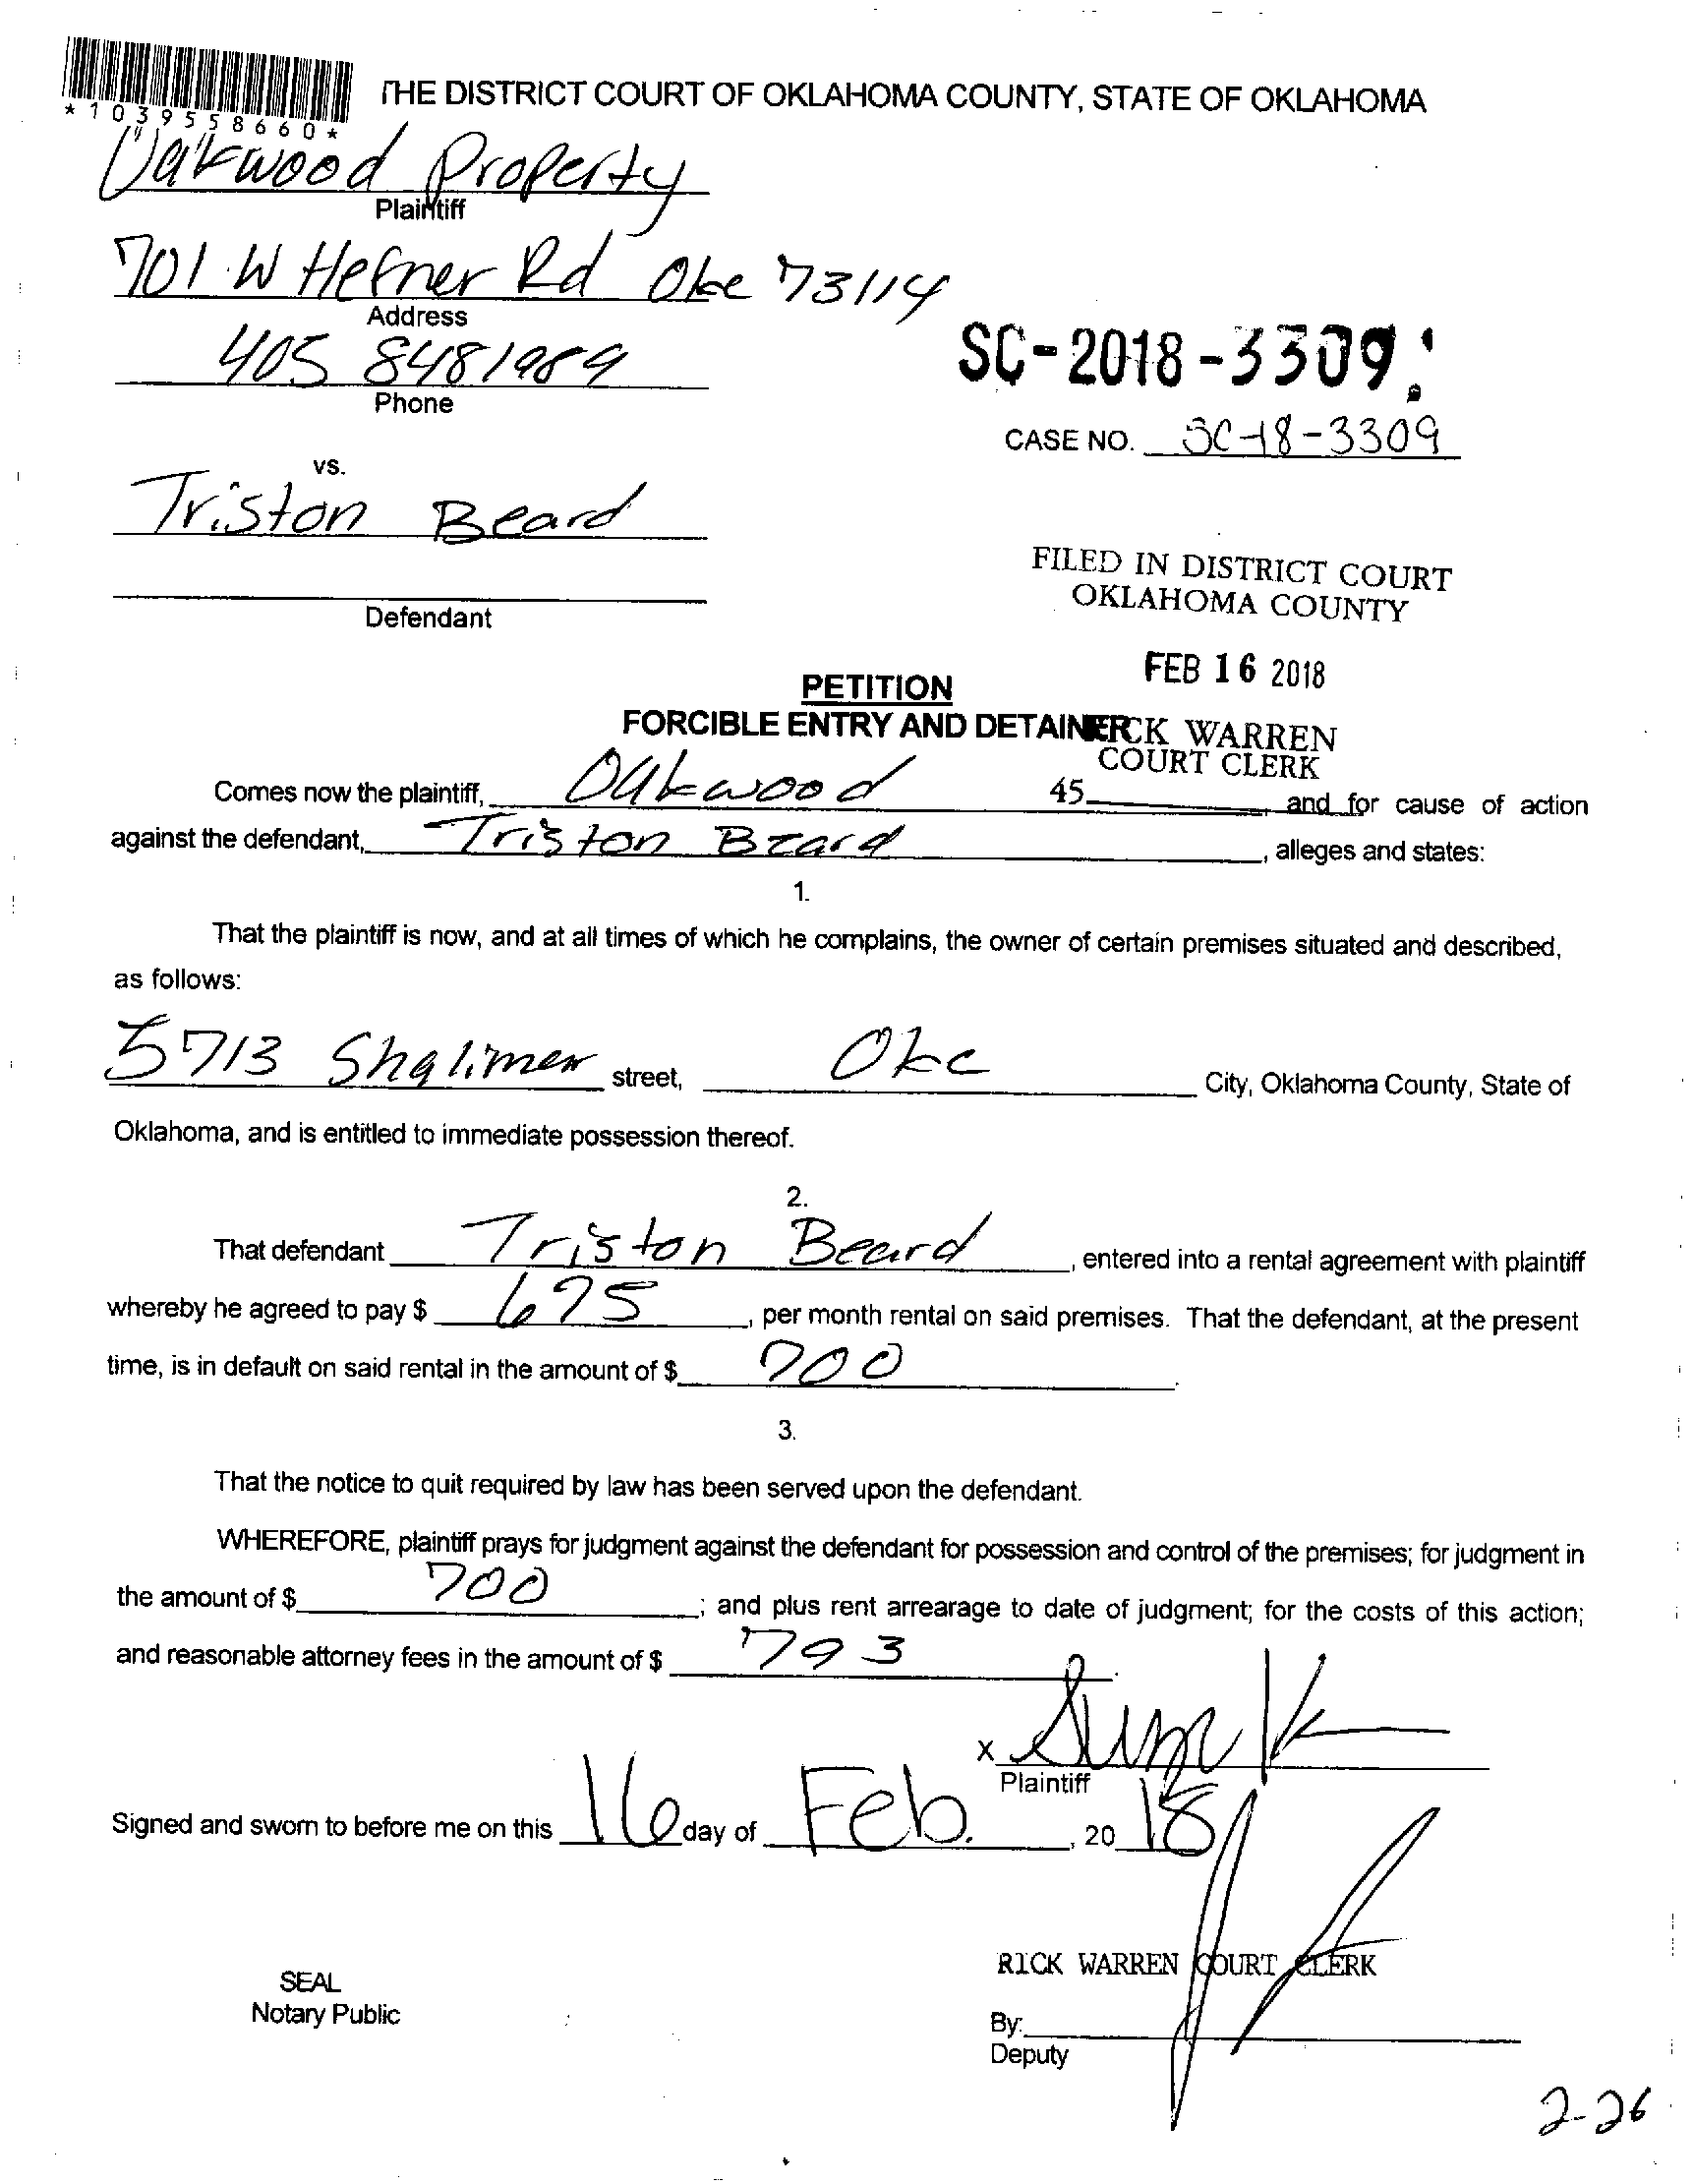 *1039558660*
THE DISTRICT COURT OF OKLAHOMA COUNTY, STATE OF OKLAHOMA
Oakwood Property
Plaintiff
701 W Hefner Rd Okc 73114
Address
405 8481989
Phone
SC-2018-3309
CASE NO. SC-18-3309
vs.
Triston Beard
Defendant
FILED IN DISTRICT COURT
OKLAHOMA COUNTY
FEB 16 2018
RICK WARREN
COURT CLERK
45
PETITION
FORCIBLE ENTRY AND DETAINER
Comes now the plaintiff, Oakwood and for cause of action
against the defendant, Triston Beard, alleges and states:
1.
That the plaintiff is now, and at all times of which he complains, the owner of certain premises situated and described,
as follows:
5713 Shalimer street, Okc City, Oklahoma County, State of
Oklahoma, and is entitled to immediate possession thereof.
2.
That defendant Triston Beard, entered into a rental agreement with plaintiff
whereby he agreed to pay $ 675, per month rental on said premises. That the defendant, at the present
time, is in default on said rental in the amount of $ 700.
3.
That the notice to quit required by law has been served upon the defendant.
WHEREFORE, plaintiff prays for judgment against the defendant for possession and control of the premises; for judgment in
the amount of $ 700; and plus rent arrearage to date of judgment; for the costs of this action;
and reasonable attorney fees in the amount of $ 793.
x
Plaintiff
Signed and sworn to before me on this 16 day of Feb., 2018
RICK WARREN COURT CLERK
SEAL
Notary Public
By:
Deputy
2-26